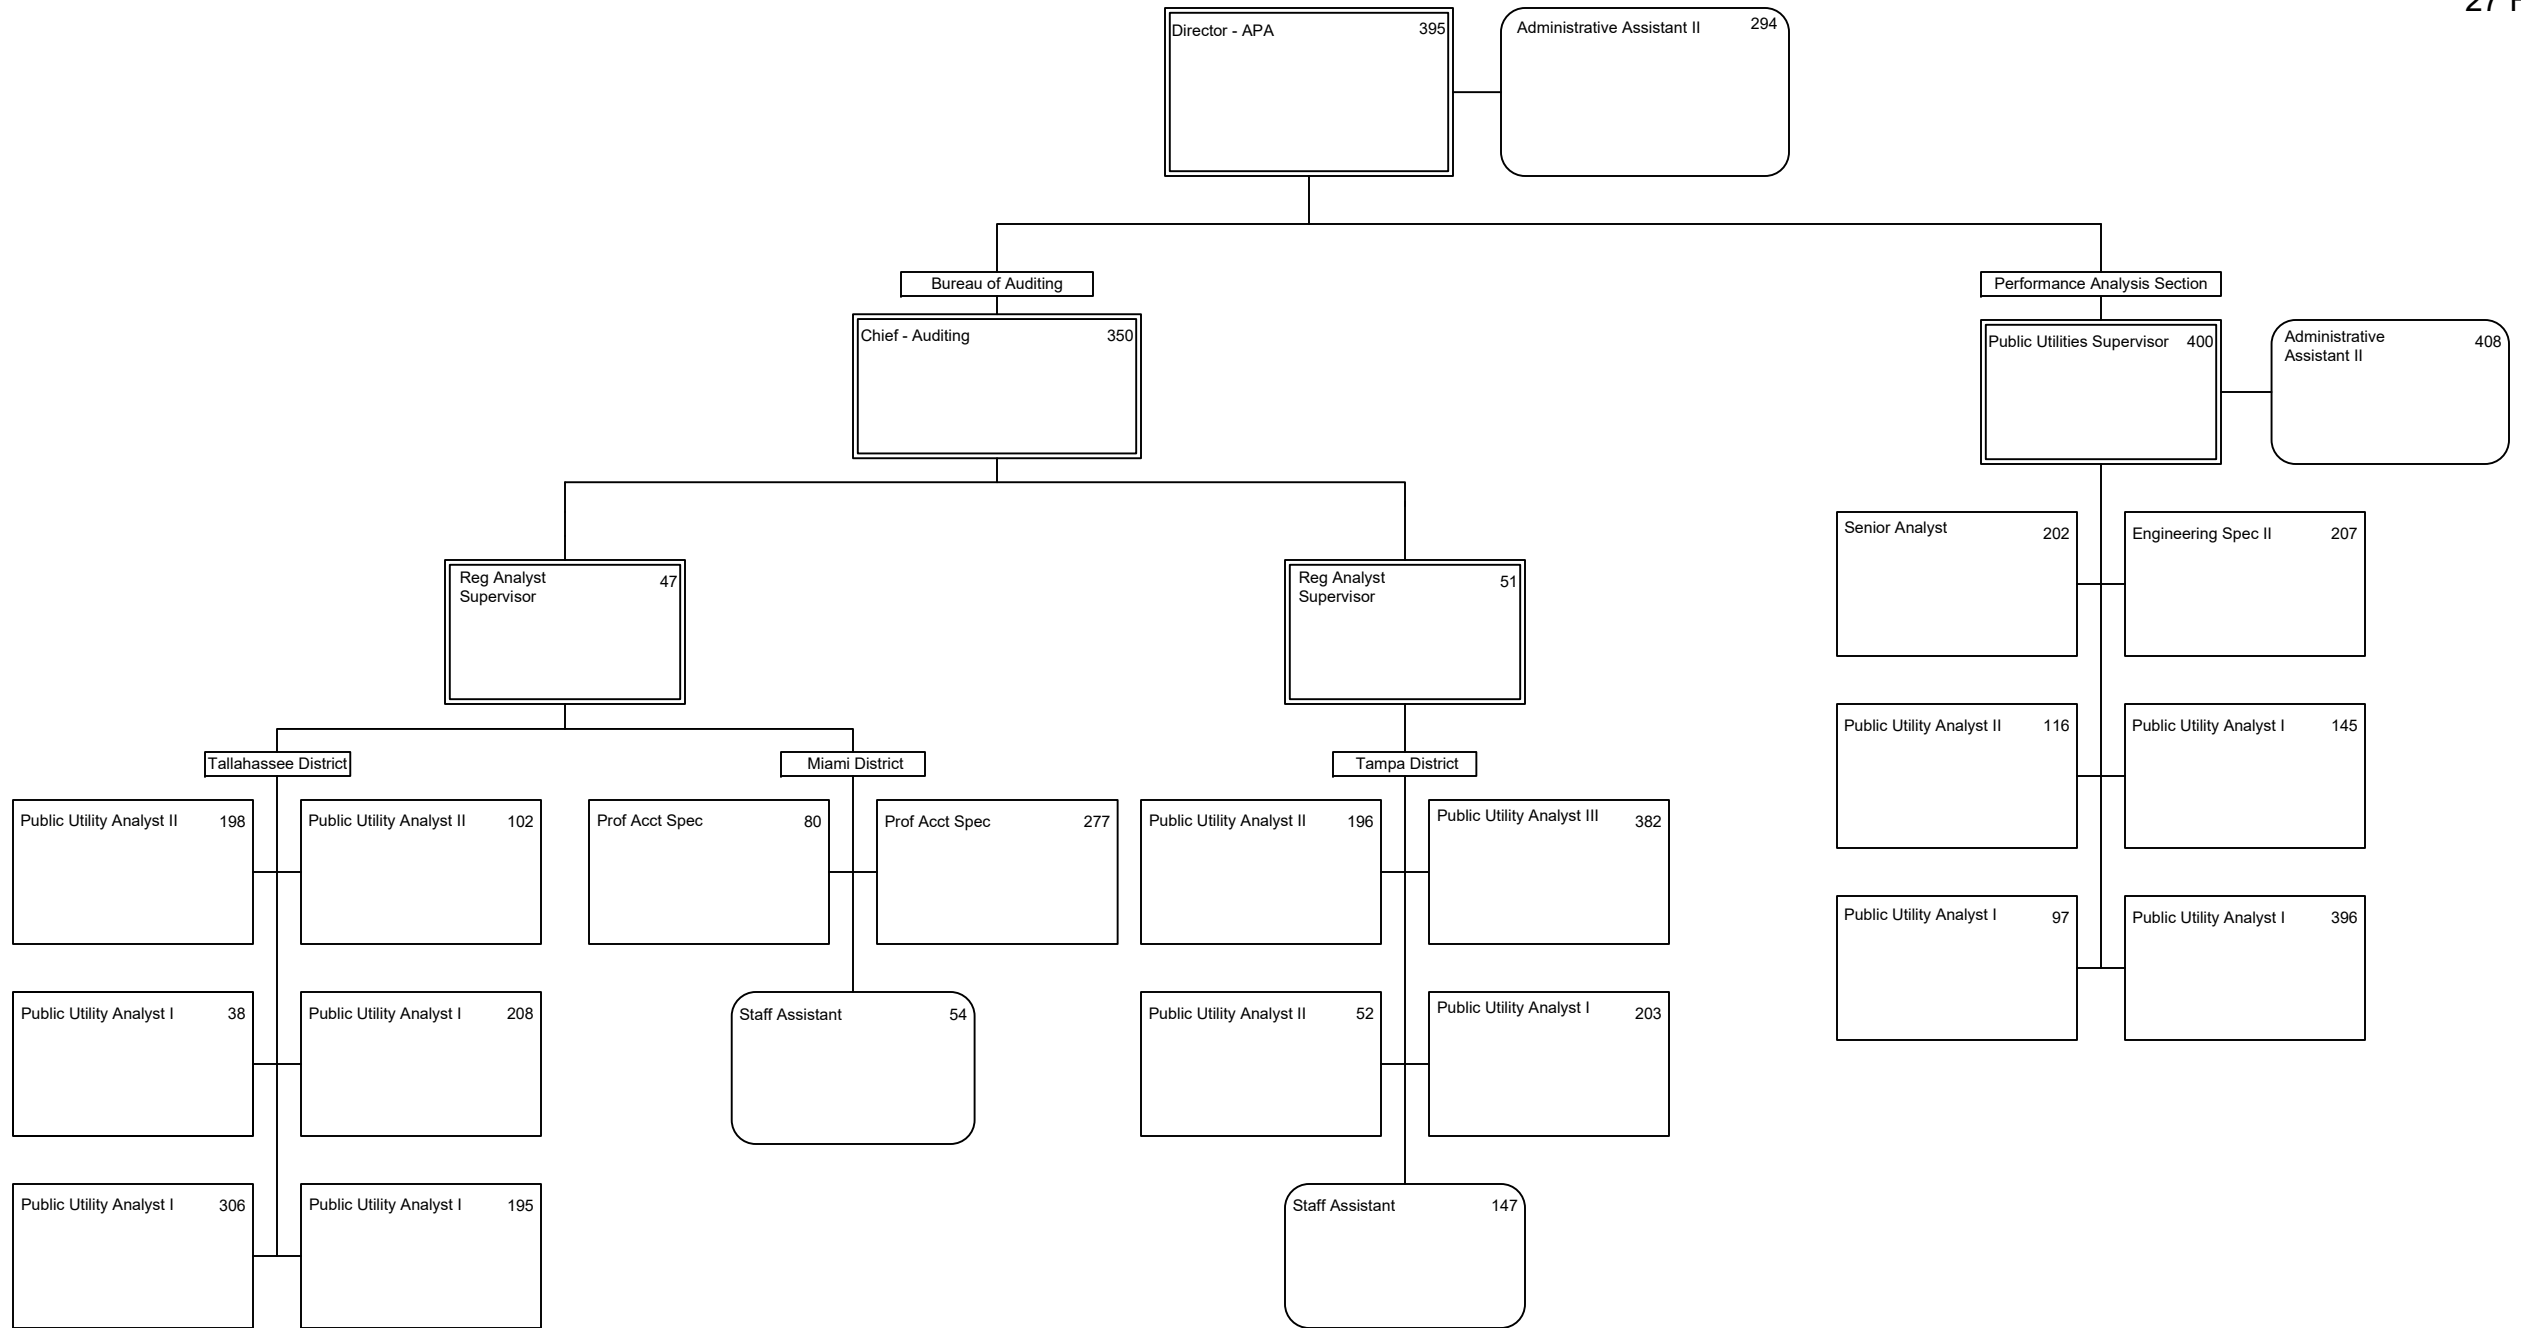 27 F
Director - APA 395
Administrative Assistant II 294
Bureau of Auditing
Performance Analysis Section
Chief - Auditing 350
Public Utilities Supervisor 400
Administrative 408
Assistant II
Senior Analyst 202
Engineering Spec II 207
Reg Analyst 47
Supervisor
Reg Analyst 51
Supervisor
Public Utility Analyst II 116
Public Utility Analyst I 145
Tallahassee District
Miami District
Tampa District
Public Utility Analyst II 198
Public Utility Analyst II 102
Prof Acct Spec 80
Prof Acct Spec 277
Public Utility Analyst II 196
Public Utility Analyst III 382
Public Utility Analyst I 97
Public Utility Analyst I 396
Public Utility Analyst I 38
Public Utility Analyst I 208
Staff Assistant 54
Public Utility Analyst II 52
Public Utility Analyst I 203
Public Utility Analyst I 306
Public Utility Analyst I 195
Staff Assistant 147